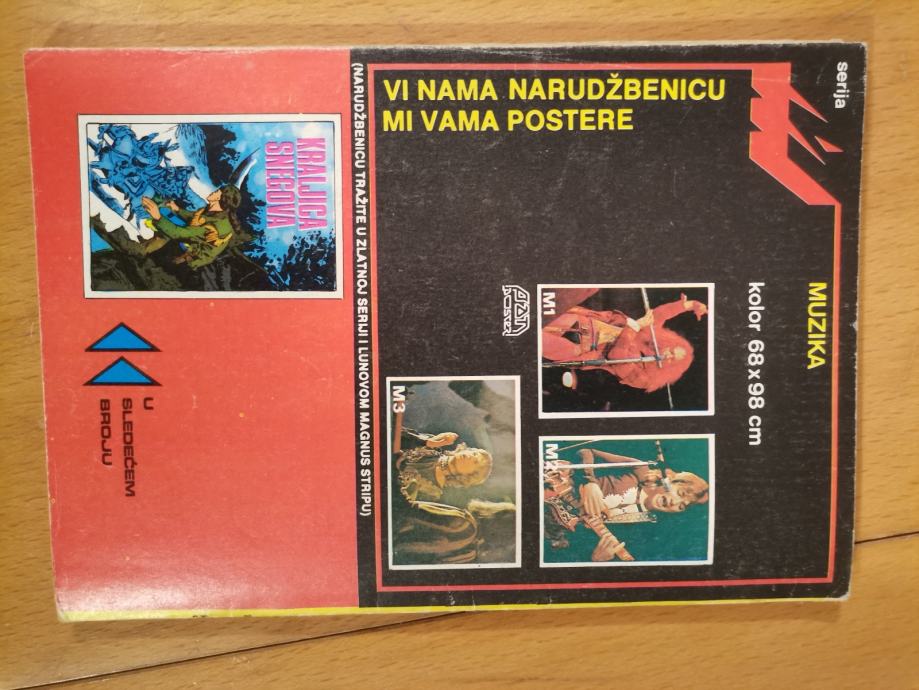 serija
VI NAMA NARUDŽBENICU
MI VAMA POSTERE
MUZIKA
kolor 68 x 98 cm
M1
M2
M3
(NARUDŽBENICU TRAŽITE U ZLATNOJ SERIJI I LUNOVOM MAGNUS STRIPU)
KRALJICA
SNEGOVA
U
SLEDEĆEM
BROJU